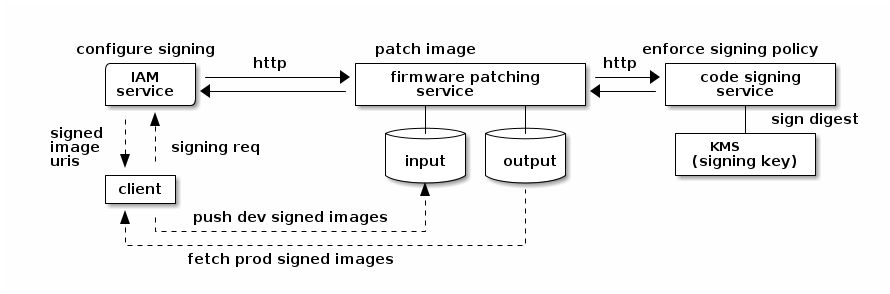 configure signing
patch image
enforce signing policy
http
http
IAM
service
firmware patching
service
code signing
service
sign digest
signed
image
uris
signing req
input
output
KMS
(signing key)
client
push dev signed images
fetch prod signed images